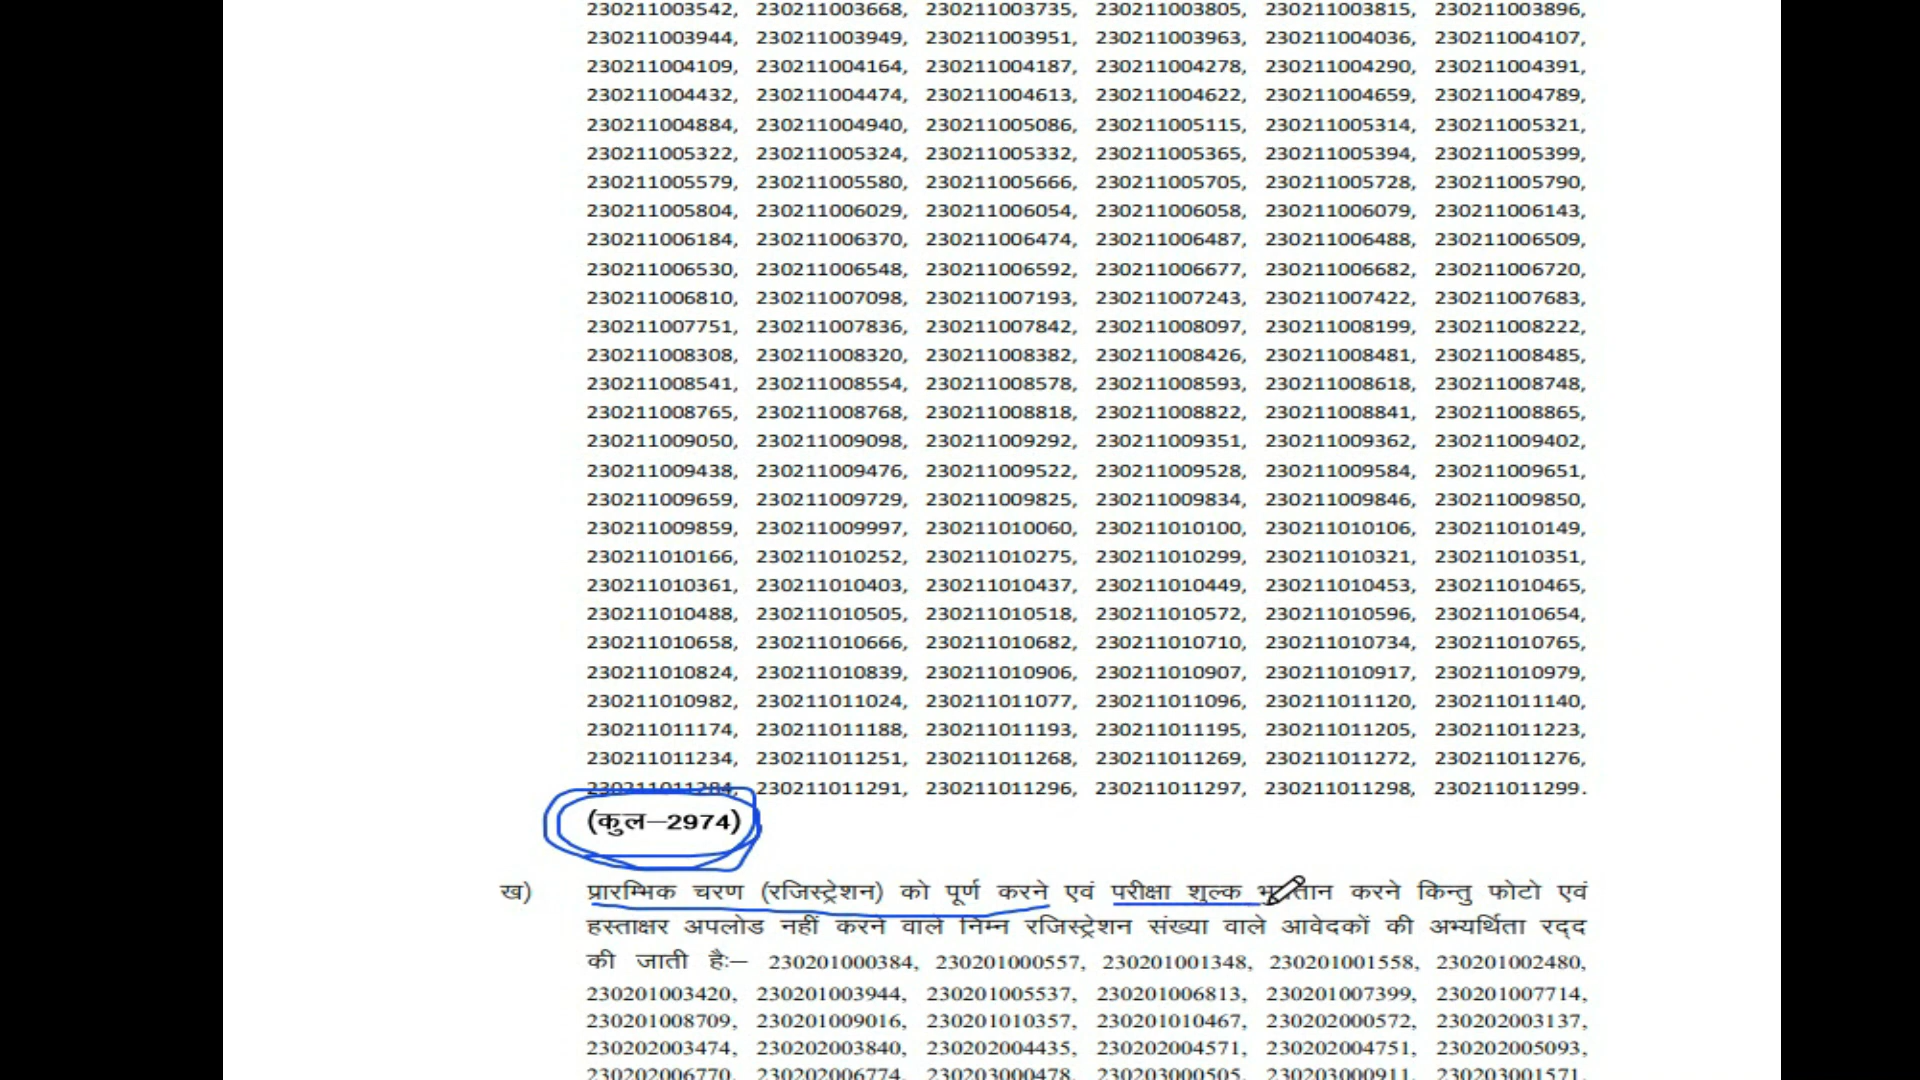 230211003542, 230211003668, 230211003735, 230211003805, 230211003815, 230211003896,
230211003944, 230211003949, 230211003951, 230211003963, 230211004036, 230211004107,
230211004109, 230211004164, 230211004187, 230211004278, 230211004290, 230211004391,
230211004432, 230211004474, 230211004613, 230211004622, 230211004659, 230211004789,
230211004884, 230211004940, 230211005086, 230211005115, 230211005314, 230211005321,
230211005322, 230211005324, 230211005332, 230211005365, 230211005394, 230211005399,
230211005579, 230211005580, 230211005666, 230211005705, 230211005728, 230211005790,
230211005804, 230211006029, 230211006054, 230211006058, 230211006079, 230211006143,
230211006184, 230211006370, 230211006474, 230211006487, 230211006488, 230211006509,
230211006530, 230211006548, 230211006592, 230211006677, 230211006682, 230211006720,
230211006810, 230211007098, 230211007193, 230211007243, 230211007422, 230211007683,
230211007751, 230211007836, 230211007842, 230211008097, 230211008199, 230211008222,
230211008308, 230211008320, 230211008382, 230211008426, 230211008481, 230211008485,
230211008541, 230211008554, 230211008578, 230211008593, 230211008618, 230211008748,
230211008765, 230211008768, 230211008818, 230211008822, 230211008841, 230211008865,
230211009050, 230211009098, 230211009292, 230211009351, 230211009362, 230211009402,
230211009438, 230211009476, 230211009522, 230211009528, 230211009584, 230211009651,
230211009659, 230211009729, 230211009825, 230211009834, 230211009846, 230211009850,
230211009859, 230211009997, 230211010060, 230211010100, 230211010106, 230211010149,
230211010166, 230211010252, 230211010275, 230211010299, 230211010321, 230211010351,
230211010361, 230211010403, 230211010437, 230211010449, 230211010453, 230211010465,
230211010488, 230211010505, 230211010518, 230211010572, 230211010596, 230211010654,
230211010658, 230211010666, 230211010682, 230211010710, 230211010734, 230211010765,
230211010824, 230211010839, 230211010906, 230211010907, 230211010917, 230211010979,
230211010982, 230211011024, 230211011077, 230211011096, 230211011120, 230211011140,
230211011174, 230211011188, 230211011193, 230211011195, 230211011205, 230211011223,
230211011234, 230211011251, 230211011268, 230211011269, 230211011272, 230211011276,
230211011284, 230211011291, 230211011296, 230211011297, 230211011298, 230211011299.
(कुल–2974)
ख) प्रारम्भिक चरण (रजिस्ट्रेशन) को पूर्ण करने एवं परीक्षा शुल्क भुगतान करने किन्तु फोटो एवं
हस्ताक्षर अपलोड नहीं करने वाले निम्न रजिस्ट्रेशन संख्या वाले आवेदकों की अभ्यर्थिता रद्द
की जाती है:– 230201000384, 230201000557, 230201001348, 230201001558, 230201002480,
230201003420, 230201003944, 230201005537, 230201006813, 230201007399, 230201007714,
230201008709, 230201009016, 230201010357, 230201010467, 230202000572, 230202003137,
230202003474, 230202003840, 230202004435, 230202004571, 230202004751, 230202005093,
230202006770, 230202006774, 230203000478, 230203000505, 230203000911, 230203001571,